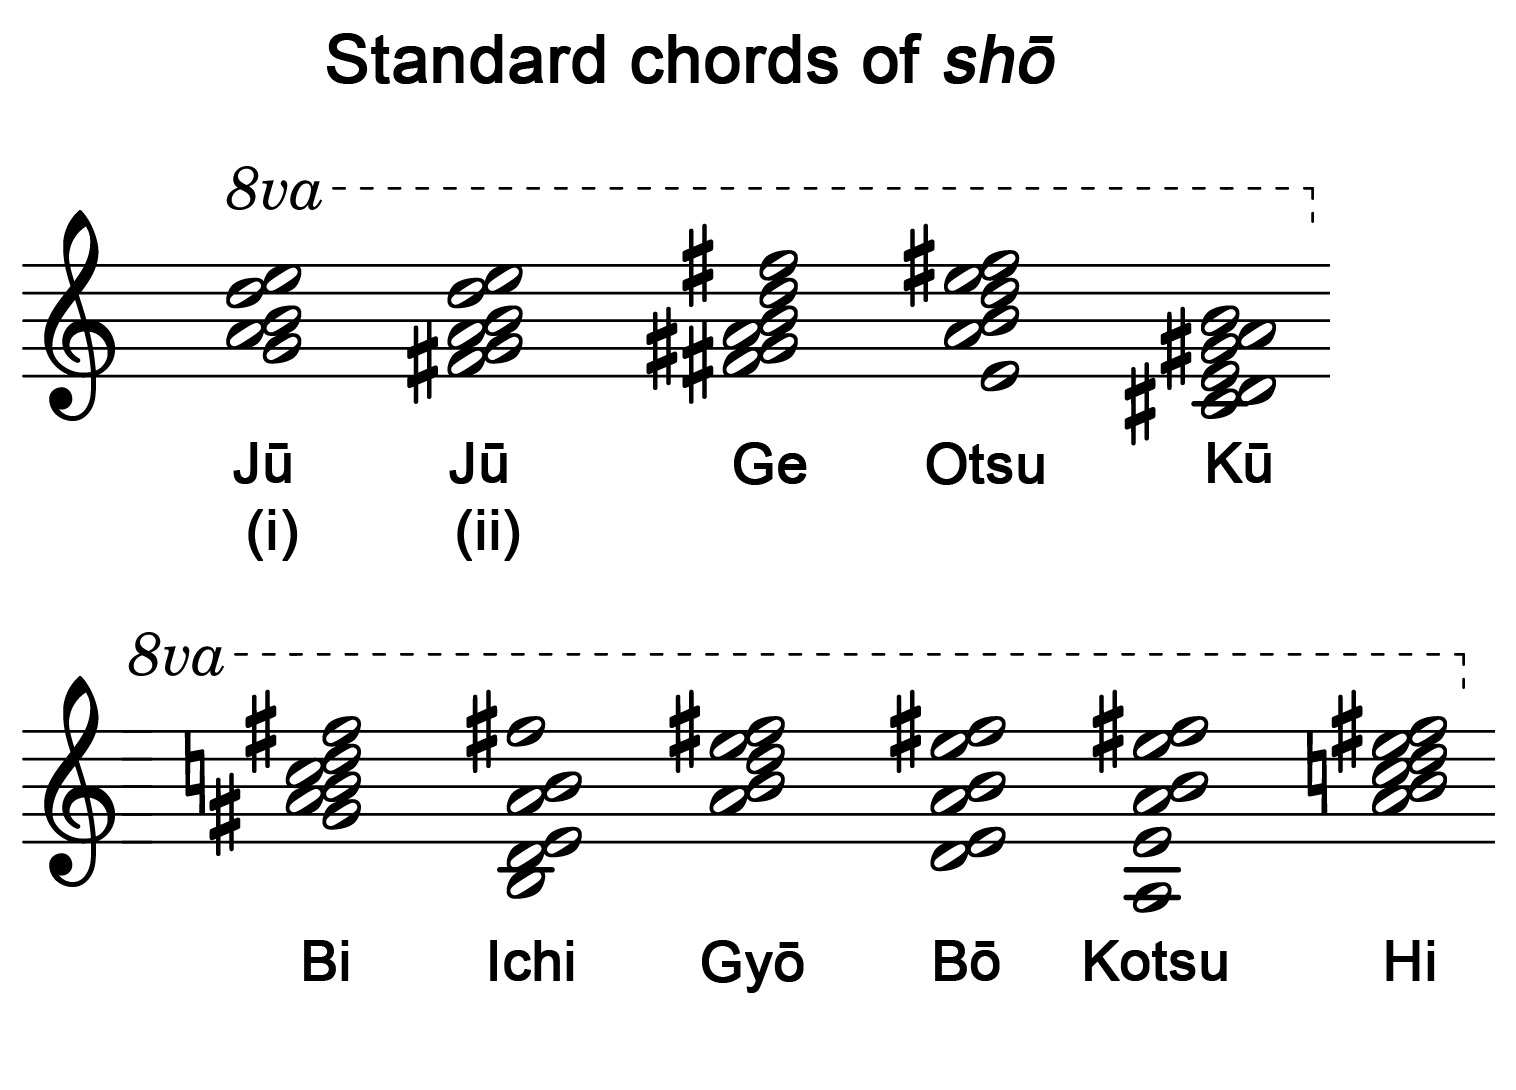 Standard chords of shō
8va
Jū Jū Ge Otsu Kū
(i) (ii)
8va
Bi Ichi Gyō Bō Kotsu Hi